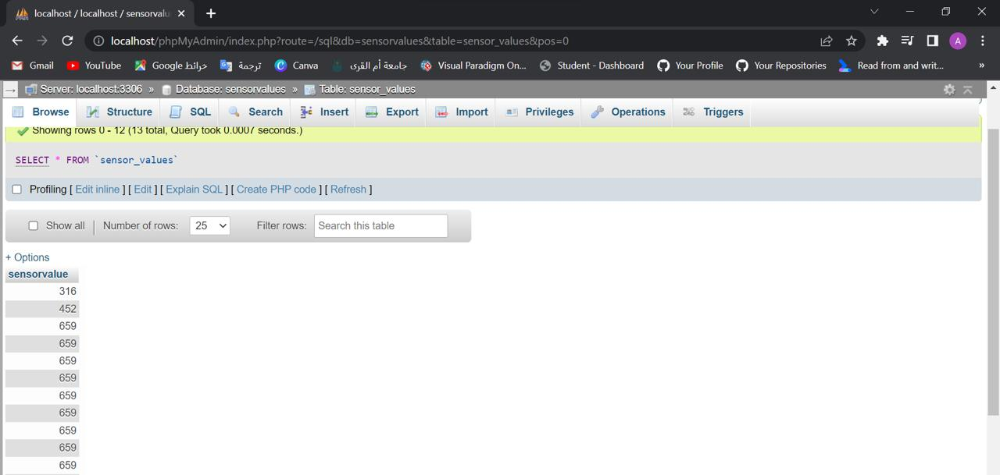 localhost / localhost / sensorvalu
localhost/phpMyAdmin/index.php?route=/sql&db=sensorvalues&table=sensor_values&pos=0
A
Gmail YouTube Google خرائط ترجمة Canva جامعة أم القرى Visual Paradigm On... Student - Dashboard Your Profile Your Repositories Read from and writ... »
Server: localhost:3306 » Database: sensorvalues » Table: sensor_values
Browse Structure SQL Search Insert Export Import Privileges Operations Triggers
Showing rows 0 - 12 (13 total, Query took 0.0007 seconds.)
SELECT * FROM `sensor_values`
Profiling [ Edit inline ] [ Edit ] [ Explain SQL ] [ Create PHP code ] [ Refresh ]
Show all | Number of rows: 25 Filter rows: Search this table
+ Options
sensorvalue
316
452
659
659
659
659
659
659
659
659
659